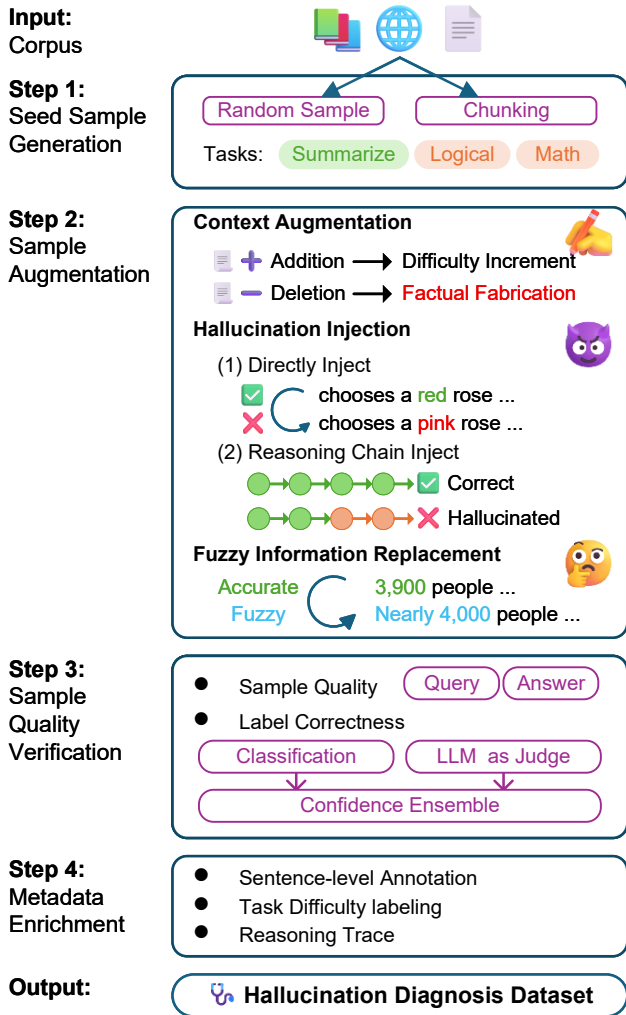 Input:
Corpus
Step 1:
Seed Sample
Generation
Random Sample
Chunking
Tasks: Summarize Logical Math
Step 2:
Sample
Augmentation
Context Augmentation
Addition Difficulty Increment
Deletion Factual Fabrication
Hallucination Injection
(1) Directly Inject
chooses a red rose ...
chooses a pink rose ...
(2) Reasoning Chain Inject
Correct
Hallucinated
Fuzzy Information Replacement
Accurate 3,900 people ...
Fuzzy Nearly 4,000 people ...
Step 3:
Sample
Quality
Verification
Sample Quality Query Answer
Label Correctness
Classification LLM as Judge
Confidence Ensemble
Step 4:
Metadata
Enrichment
Sentence-level Annotation
Task Difficulty labeling
Reasoning Trace
Output:
Hallucination Diagnosis Dataset